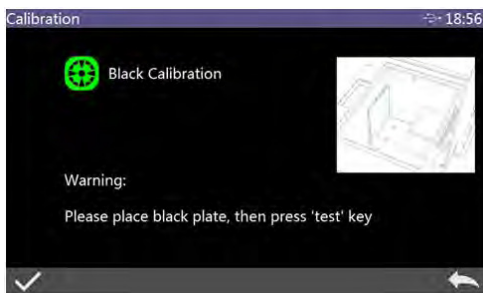 Calibration 18:56
Black Calibration
Warning:
Please place black plate, then press 'test' key